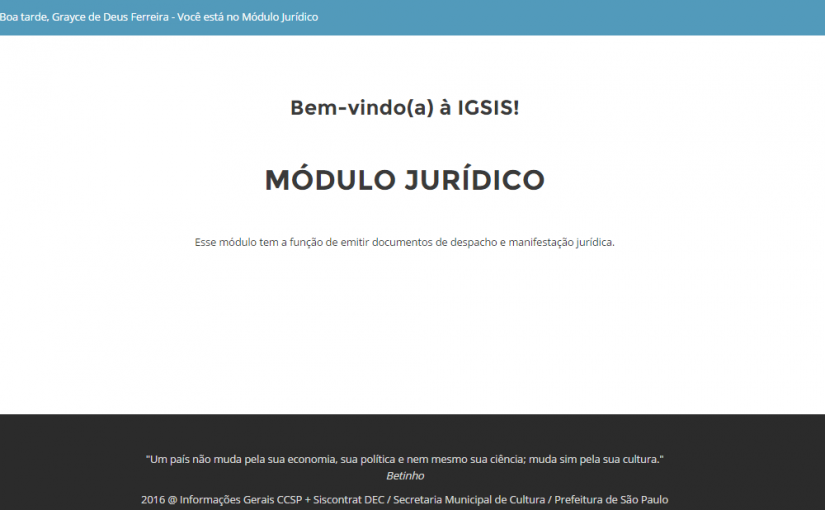 Boa tarde, Grayce de Deus Ferreira - Você está no Módulo Jurídico
Bem-vindo(a) à IGSIS!
MÓDULO JURÍDICO
Esse módulo tem a função de emitir documentos de despacho e manifestação jurídica.
"Um país não muda pela sua economia, sua política e nem mesmo sua ciência; muda sim pela sua cultura."
Betinho
2016 @ Informações Gerais CCSP + Siscontrat DEC / Secretaria Municipal de Cultura / Prefeitura de São Paulo